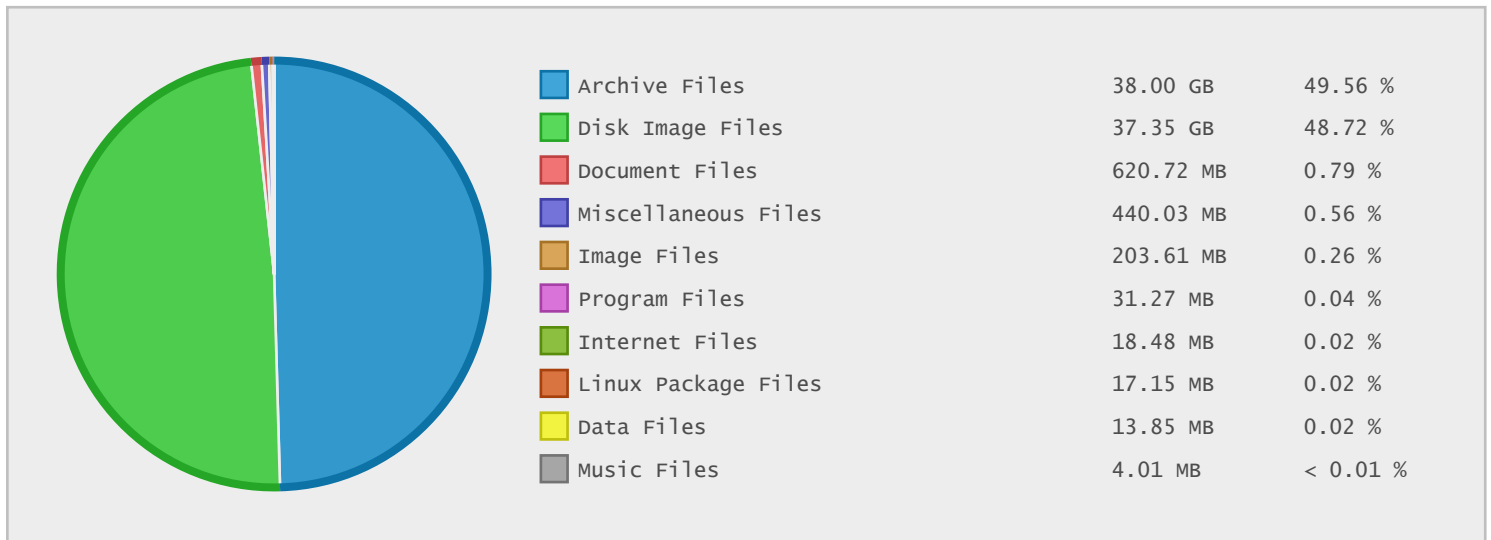 Archive Files 38.00 GB 49.56 %
Disk Image Files 37.35 GB 48.72 %
Document Files 620.72 MB 0.79 %
Miscellaneous Files 440.03 MB 0.56 %
Image Files 203.61 MB 0.26 %
Program Files 31.27 MB 0.04 %
Internet Files 18.48 MB 0.02 %
Linux Package Files 17.15 MB 0.02 %
Data Files 13.85 MB 0.02 %
Music Files 4.01 MB < 0.01 %